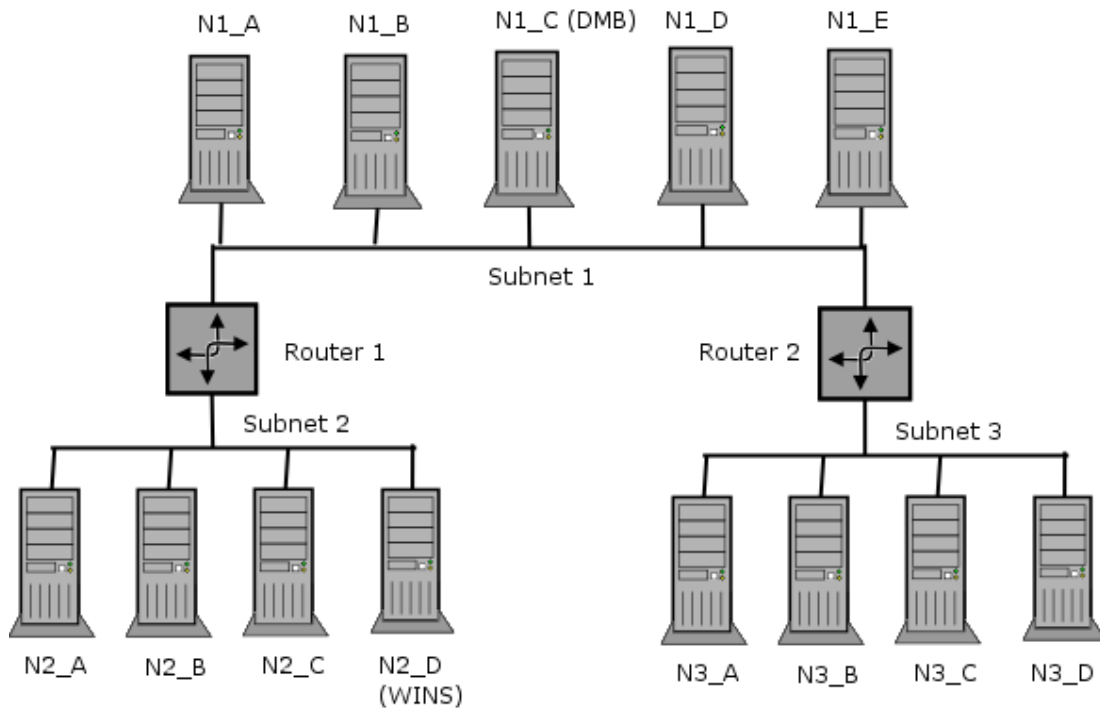 N1_A
N1_B
N1_C (DMB)
N1_D
N1_E
Subnet 1
Router 1
Router 2
Subnet 2
Subnet 3
N2_A
N2_B
N2_C
N2_D
(WINS)
N3_A
N3_B
N3_C
N3_D